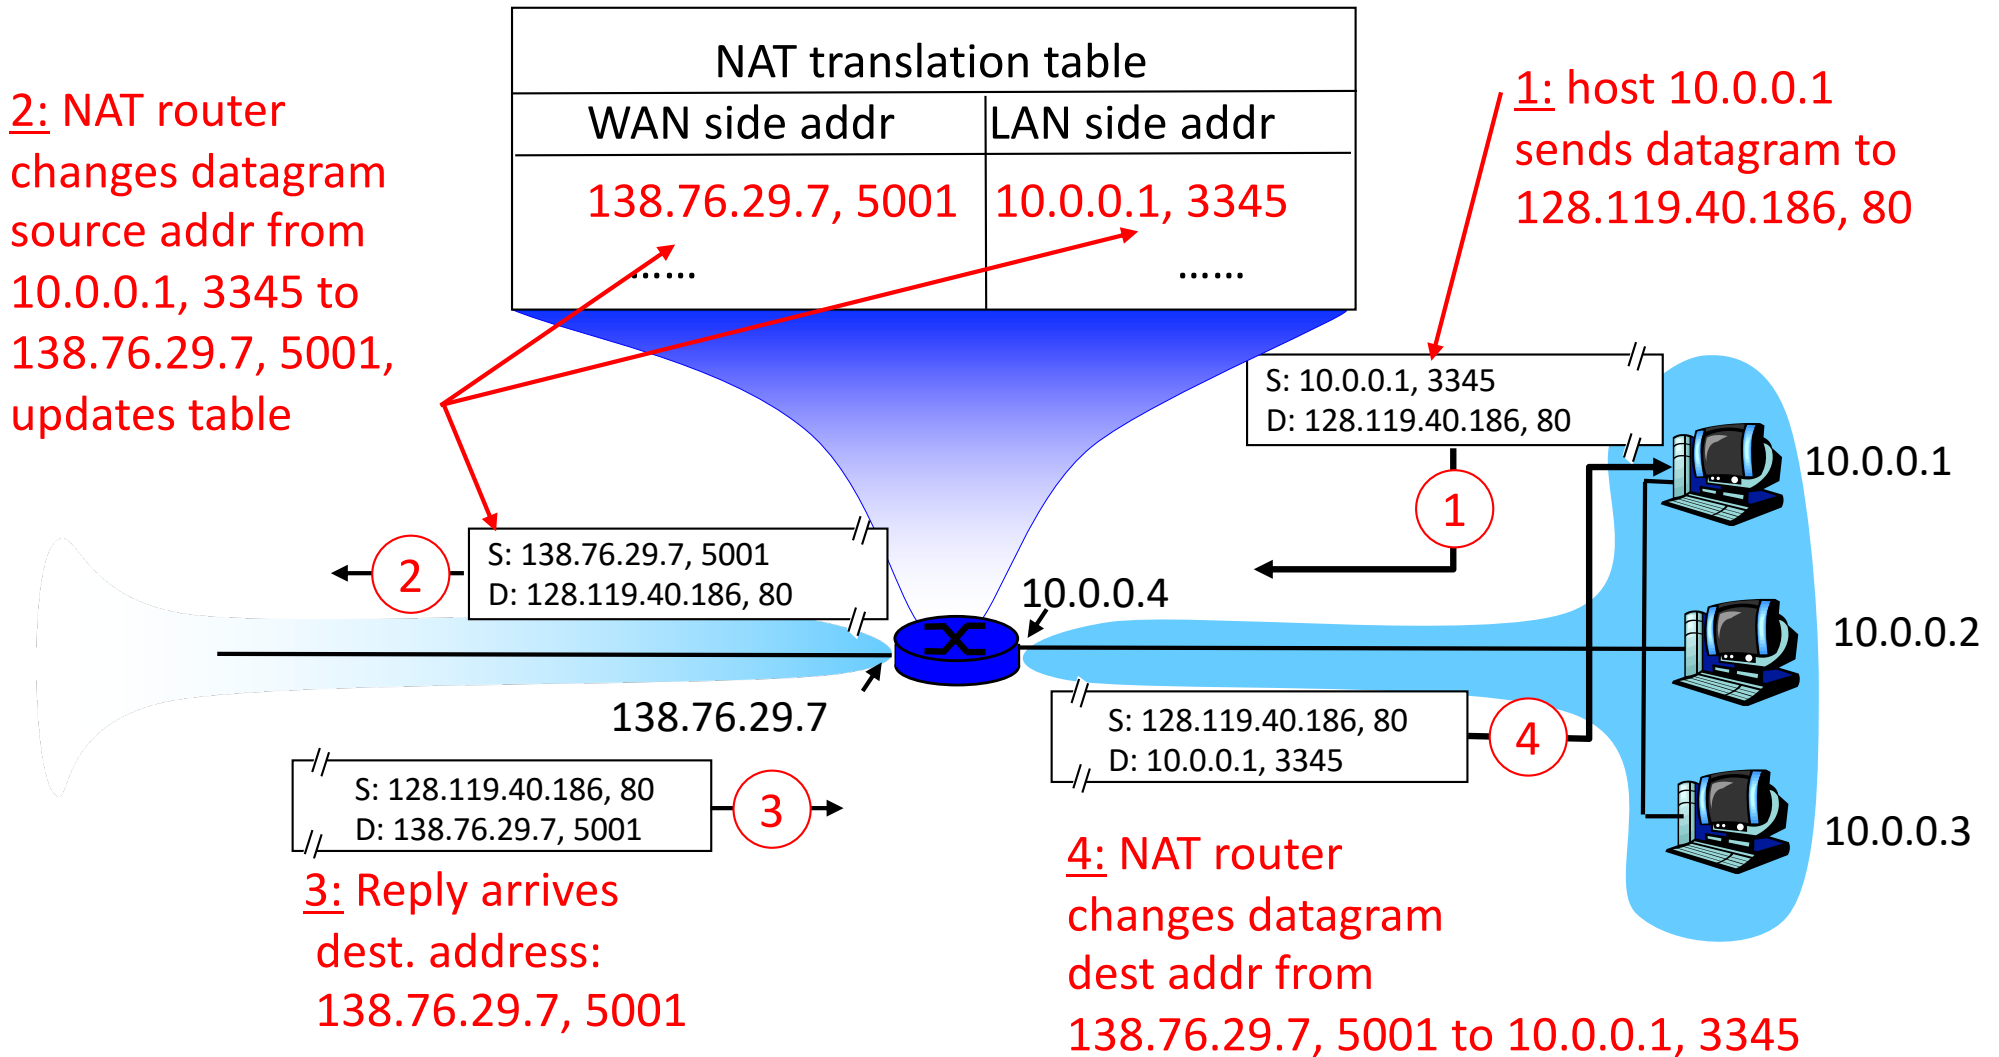 NAT translation table
WAN side addr LAN side addr
138.76.29.7, 5001 10.0.0.1, 3345
...... ......
2: NAT router
changes datagram
source addr from
10.0.0.1, 3345 to
138.76.29.7, 5001,
updates table
1: host 10.0.0.1
sends datagram to
128.119.40.186, 80
S: 10.0.0.1, 3345
D: 128.119.40.186, 80
1
10.0.0.1
S: 138.76.29.7, 5001
D: 128.119.40.186, 80
2
10.0.0.4
10.0.0.2
138.76.29.7
S: 128.119.40.186, 80
D: 10.0.0.1, 3345
4
S: 128.119.40.186, 80
D: 138.76.29.7, 5001
3
10.0.0.3
3: Reply arrives
dest. address:
138.76.29.7, 5001
4: NAT router
changes datagram
dest addr from
138.76.29.7, 5001 to 10.0.0.1, 3345